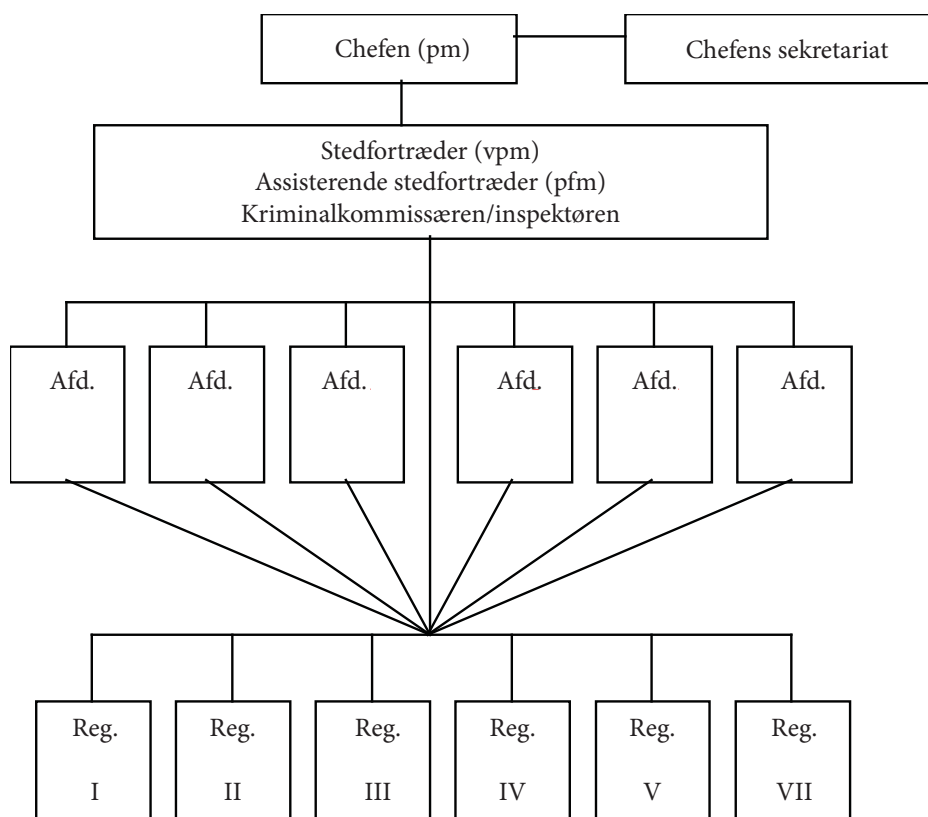 Chefen (pm)
Chefens sekretariat
Stedfortræder (vpm)
Assisterende stedfortræder (pfm)
Kriminalkommissæren/inspektøren
Afd.
Afd.
Afd.
Afd.
Afd.
Afd.
Reg.
I
Reg.
II
Reg.
III
Reg.
IV
Reg.
V
Reg.
VII